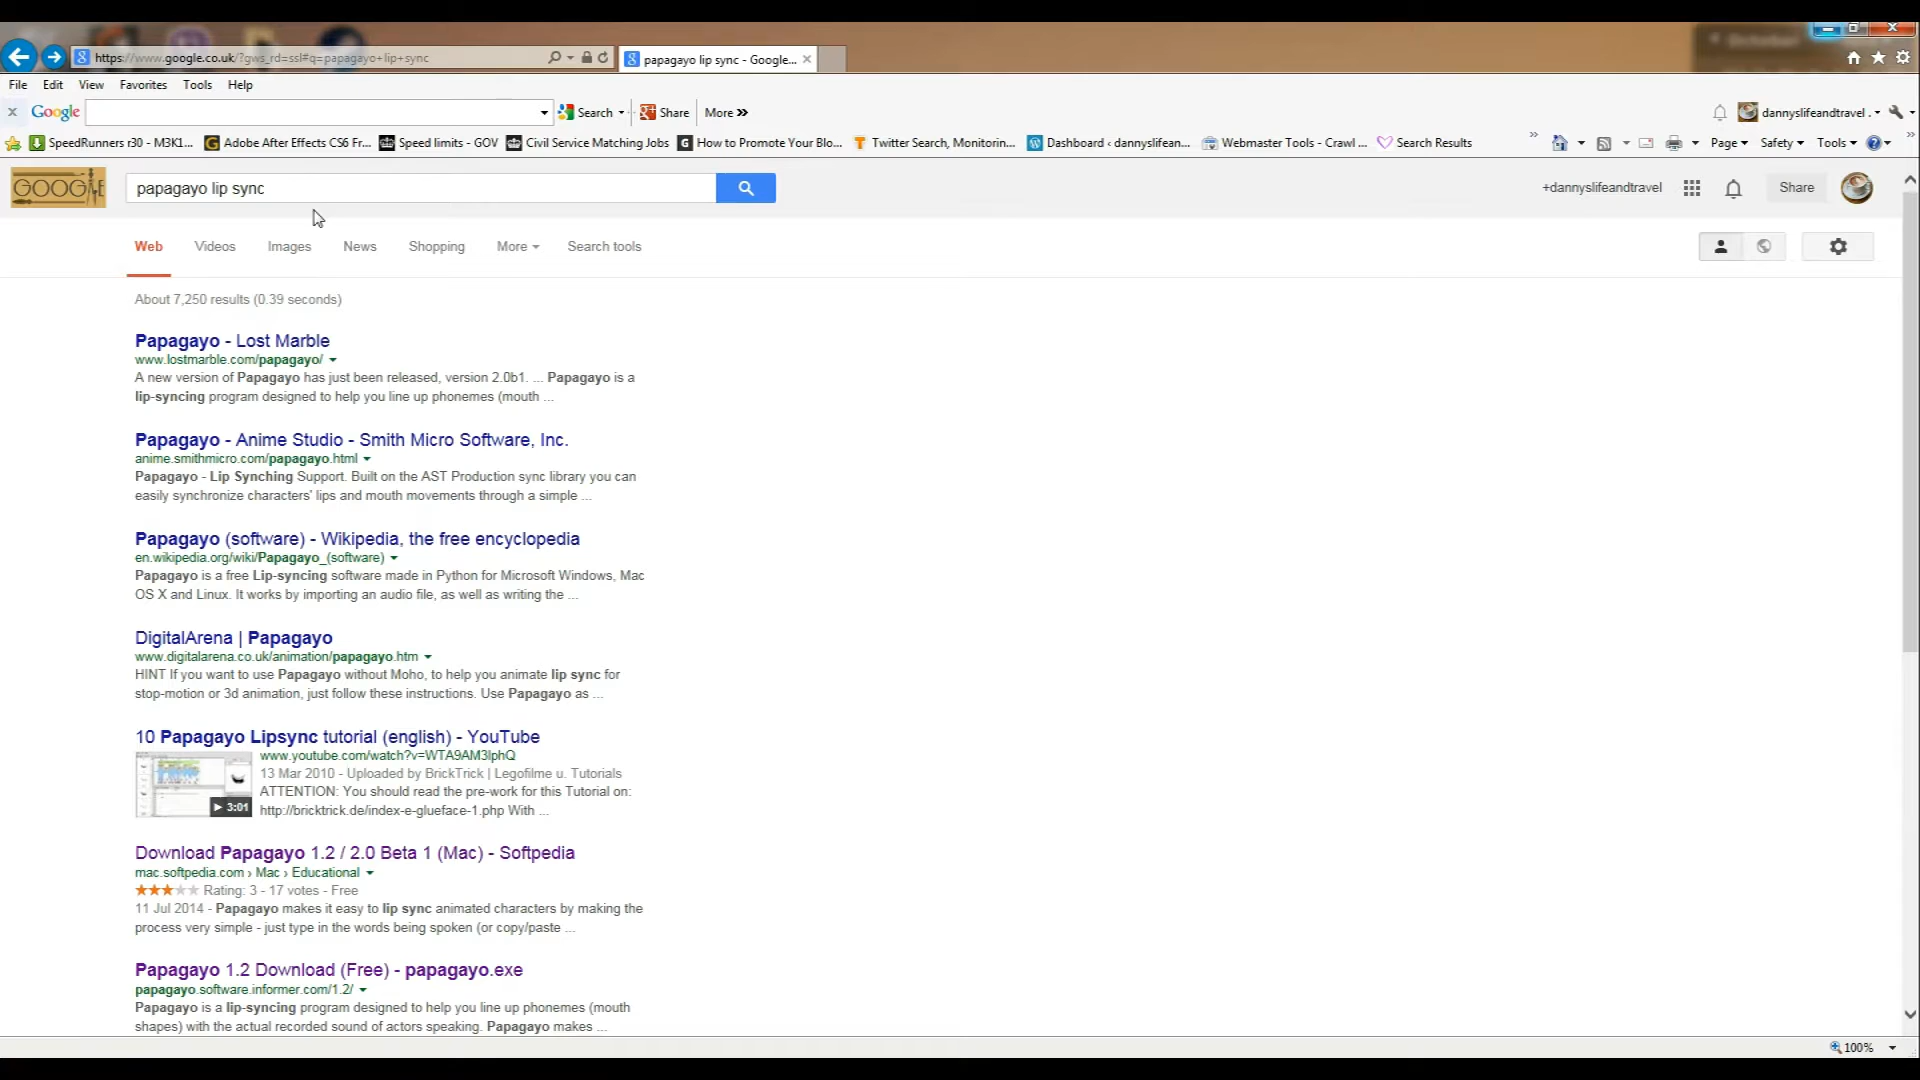 https://www.google.co.uk/?gws_rd=ssl#q=papagayo+lip+sync
papagayo lip sync - Google...
File Edit View Favorites Tools Help
Google Search Share More »
dannyslifeandtravel .
SpeedRunners r30 - M3K1... Adobe After Effects CS6 Fr... Speed limits - GOV Civil Service Matching Jobs How to Promote Your Blo... Twitter Search, Monitorin... Dashboard ‹ dannyslifean... Webmaster Tools - Crawl ... Search Results » Page Safety Tools »
GOOGLE papagayo lip sync +dannyslifeandtravel Share
Web Videos Images News Shopping More Search tools
About 7,250 results (0.39 seconds)
Papagayo - Lost Marble
www.lostmarble.com/papagayo/
A new version of Papagayo has just been released, version 2.0b1. ... Papagayo is a
lip-syncing program designed to help you line up phonemes (mouth ...
Papagayo - Anime Studio - Smith Micro Software, Inc.
anime.smithmicro.com/papagayo.html
Papagayo - Lip Synching Support. Built on the AST Production sync library you can
easily synchronize characters' lips and mouth movements through a simple ...
Papagayo (software) - Wikipedia, the free encyclopedia
en.wikipedia.org/wiki/Papagayo_(software)
Papagayo is a free Lip-syncing software made in Python for Microsoft Windows, Mac
OS X and Linux. It works by importing an audio file, as well as writing the ...
DigitalArena | Papagayo
www.digitalarena.co.uk/animation/papagayo.htm
HINT If you want to use Papagayo without Moho, to help you animate lip sync for
stop-motion or 3d animation, just follow these instructions. Use Papagayo as ...
10 Papagayo Lipsync tutorial (english) - YouTube
www.youtube.com/watch?v=WTA9AM3lphQ
13 Mar 2010 - Uploaded by BrickTrick | Legofilme u. Tutorials
ATTENTION: You should read the pre-work for this Tutorial on:
http://bricktrick.de/index-e-glueface-1.php With ...
3:01
Download Papagayo 1.2 / 2.0 Beta 1 (Mac) - Softpedia
mac.softpedia.com › Mac › Educational
Rating: 3 - 17 votes - Free
11 Jul 2014 - Papagayo makes it easy to lip sync animated characters by making the
process very simple - just type in the words being spoken (or copy/paste ...
Papagayo 1.2 Download (Free) - papagayo.exe
papagayo.software.informer.com/1.2/
Papagayo is a lip-syncing program designed to help you line up phonemes (mouth
shapes) with the actual recorded sound of actors speaking. Papagayo makes ...
100%